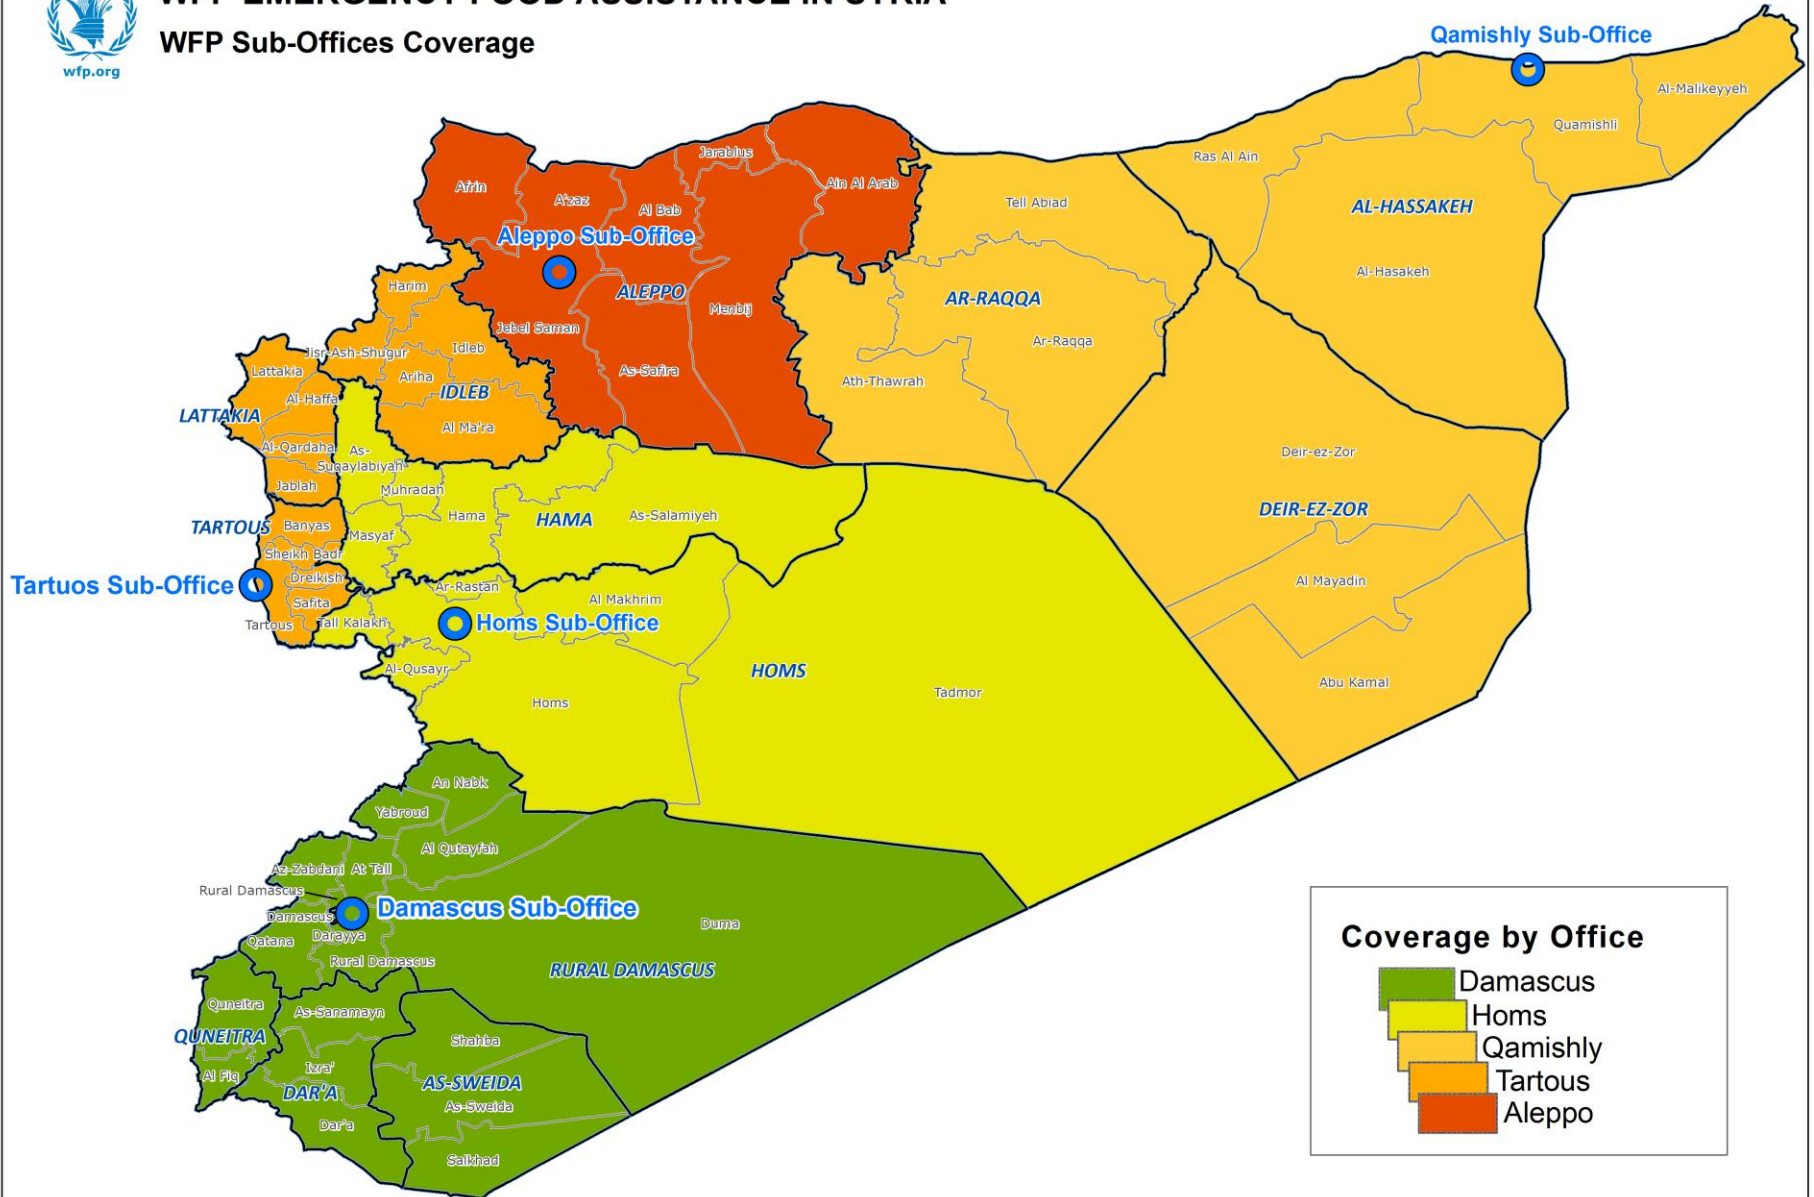 WFP EMERGENCY FOOD ASSISTANCE IN SYRIA
WFP Sub-Offices Coverage
wfp.org
Qamishly Sub-Office
Al-Malikeyyeh
Quamishli
Ras Al Ain
AL-HASSAKEH
Al-Hasakeh
Jarablus
Afrin
A'zaz
Al Bab
Ain Al Arab
Tell Abiad
Aleppo Sub-Office
ALEPPO
Menbij
Jebel Saman
As-Safira
AR-RAQQA
Ar-Raqqa
Ath-Thawrah
Harim
Jisr-Ash-Shugur
Idleb
Ariha
IDLEB
Al Ma'ra
Lattakia
Al-Haffa
LATTAKIA
Al-Qardaha
Jablah
As-
Suqaylabiyah
Muhradah
Hama
HAMA
As-Salamiyeh
Masyaf
TARTOUS
Banyas
Sheikh Badr
Dreikish
Safita
Tartous
Tartuos Sub-Office
Tall Kalakh
Ar-Rastan
Al Makhrim
Homs Sub-Office
Al-Qusayr
Homs
HOMS
Tadmor
Deir-ez-Zor
DEIR-EZ-ZOR
Al Mayadin
Abu Kamal
An Nabk
Yabroud
Al Qutayfah
Az-Zabdani
At Tall
Rural Damascus
Damascus
Damascus Sub-Office
Qatana
Darayya
Rural Damascus
Duma
RURAL DAMASCUS
Quneitra
QUNEITRA
Al Fiq
As-Sanamayn
Izra'
DAR'A
Dar'a
Shahba
AS-SWEIDA
As-Sweida
Salkhad
Coverage by Office
Damascus
Homs
Qamishly
Tartous
Aleppo